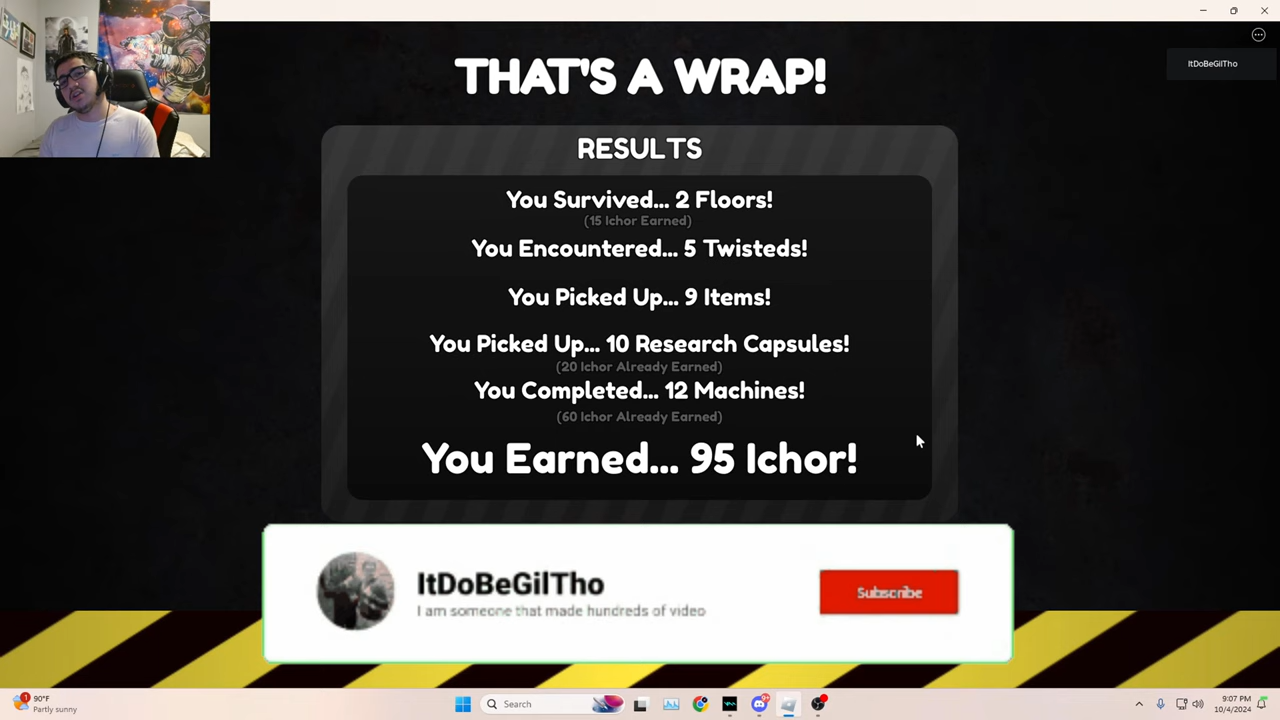 ItDoBeGilTho
THAT'S A WRAP!
RESULTS
You Survived... 2 Floors!
(15 Ichor Earned)
You Encountered... 5 Twisteds!
You Picked Up... 9 Items!
You Picked Up... 10 Research Capsules!
(20 Ichor Already Earned)
You Completed... 12 Machines!
(60 Ichor Already Earned)
You Earned... 95 Ichor!
ItDoBeGilTho
I am someone that made hundreds of video
Subscribe
90°F
Partly sunny
Search
9:07 PM
10/4/2024